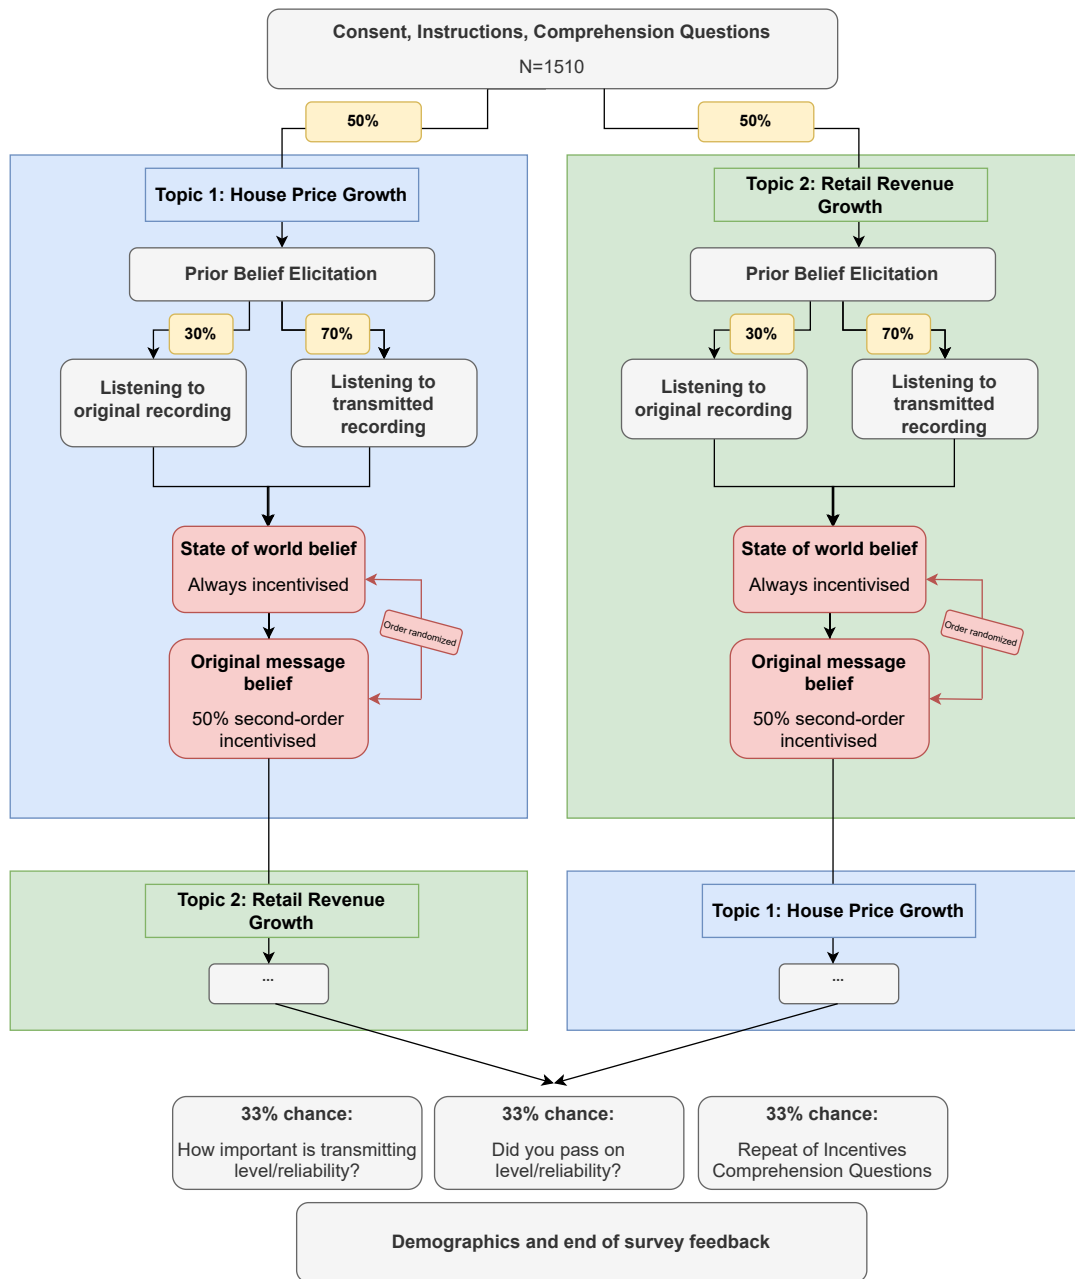 Consent, Instructions, Comprehension Questions
N=1510
50%
50%
Topic 1: House Price Growth
Prior Belief Elicitation
30%
70%
Listening to
original recording
Listening to
transmitted
recording
State of world belief
Always incentivised
Order randomized
Original message
belief
50% second-order
incentivised
Topic 2: Retail Revenue
Growth
Prior Belief Elicitation
30%
70%
Listening to
original recording
Listening to
transmitted
recording
State of world belief
Always incentivised
Order randomized
Original message
belief
50% second-order
incentivised
Topic 2: Retail Revenue
Growth
...
Topic 1: House Price Growth
...
33% chance:
How important is transmitting
level/reliability?
33% chance:
Did you pass on
level/reliability?
33% chance:
Repeat of Incentives
Comprehension Questions
Demographics and end of survey feedback